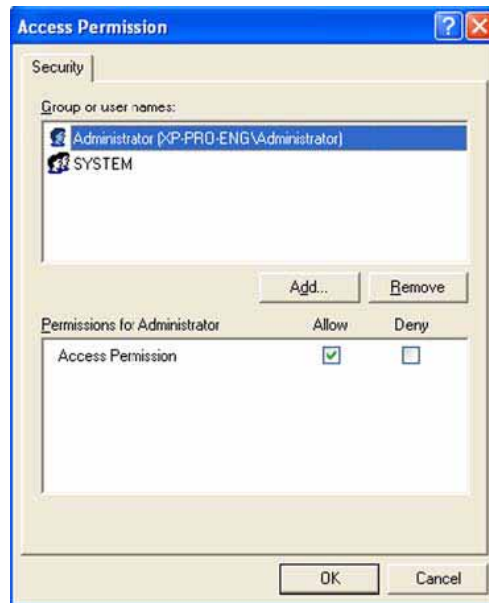 Access Permission
Security
Group or user names:
Administrator (XP-PRO-ENG\Administrator)
SYSTEM
Add... Remove
Permissions for Administrator Allow Deny
Access Permission
OK Cancel